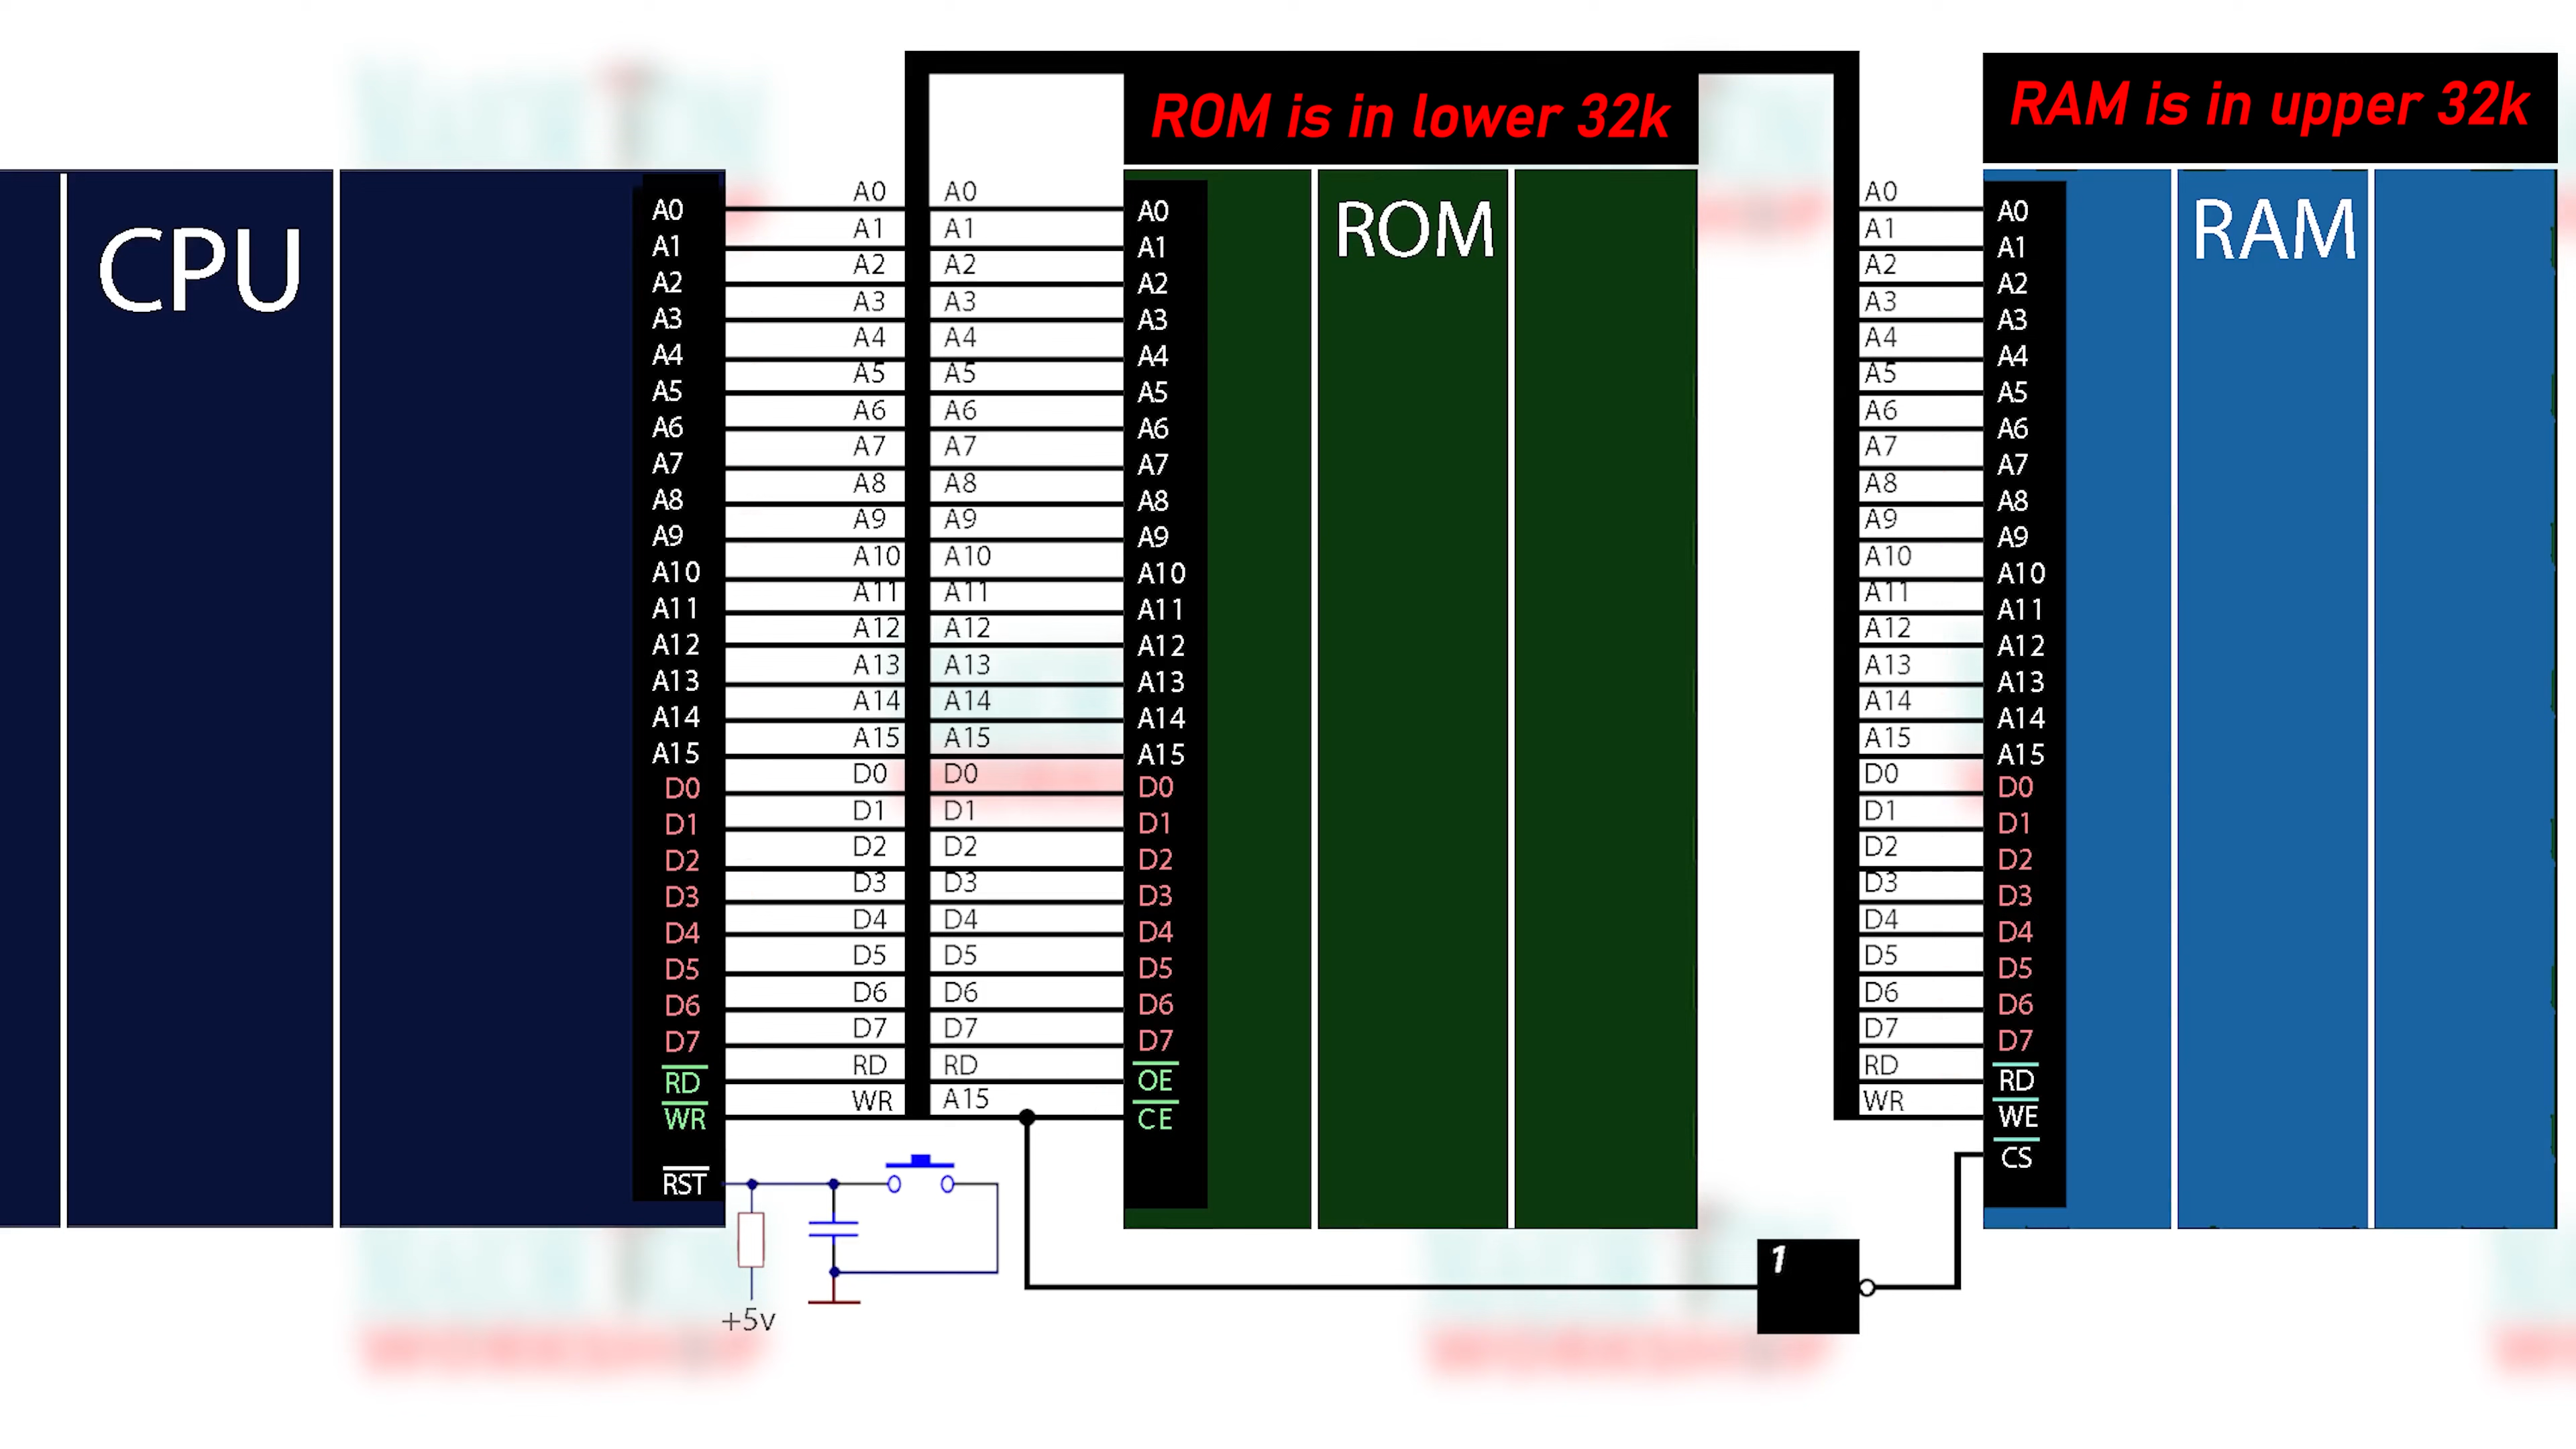 ROM is in lower 32k
RAM is in upper 32k
CPU
ROM
RAM
A0 A0 A0 A0 A0 A0
A1 A1 A1 A1 A1 A1
A2 A2 A2 A2 A2 A2
A3 A3 A3 A3 A3 A3
A4 A4 A4 A4 A4 A4
A5 A5 A5 A5 A5 A5
A6 A6 A6 A6 A6 A6
A7 A7 A7 A7 A7 A7
A8 A8 A8 A8 A8 A8
A9 A9 A9 A9 A9 A9
A10 A10 A10 A10 A10 A10
A11 A11 A11 A11 A11 A11
A12 A12 A12 A12 A12 A12
A13 A13 A13 A13 A13 A13
A14 A14 A14 A14 A14 A14
A15 A15 A15 A15 A15 A15
D0 D0 D0 D0 D0 D0
D1 D1 D1 D1 D1 D1
D2 D2 D2 D2 D2 D2
D3 D3 D3 D3 D3 D3
D4 D4 D4 D4 D4 D4
D5 D5 D5 D5 D5 D5
D6 D6 D6 D6 D6 D6
D7 D7 D7 D7 D7 D7
RD RD RD OE RD RD
WR WR A15 CE WR WE
CS
RST
1
+5v